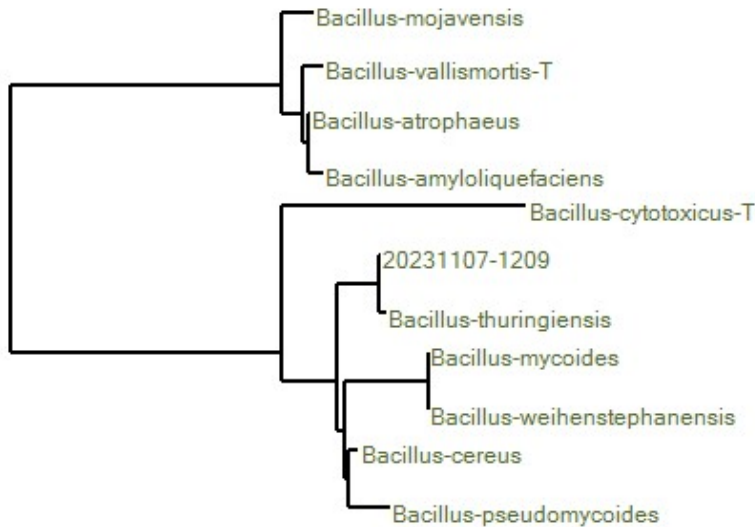 Bacillus-mojavensis
Bacillus-vallismortis-T
Bacillus-atrophaeus
Bacillus-amyloliquefaciens
Bacillus-cytotoxicus-T
20231107-1209
Bacillus-thuringiensis
Bacillus-mycoides
Bacillus-weihenstephanensis
Bacillus-cereus
Bacillus-pseudomycoides